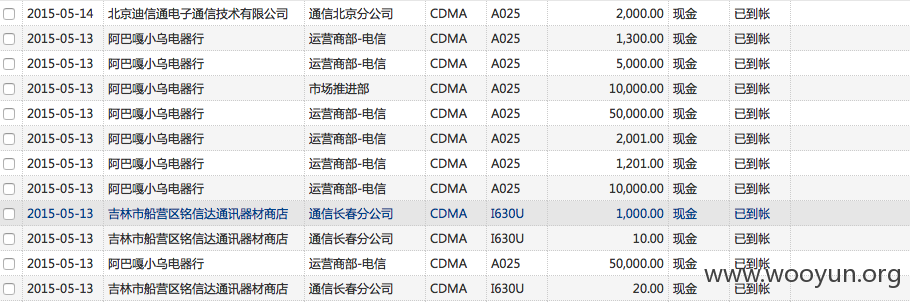 2015-05-14 北京迪信通电子通信技术有限公司 通信北京分公司 CDMA A025 2,000.00 现金 已到帐
2015-05-13 阿巴嘎小乌电器行 运营商部-电信 CDMA A025 1,300.00 现金 已到帐
2015-05-13 阿巴嘎小乌电器行 运营商部-电信 CDMA A025 5,000.00 现金 已到帐
2015-05-13 阿巴嘎小乌电器行 市场推进部 CDMA A025 10,000.00 现金 已到帐
2015-05-13 阿巴嘎小乌电器行 运营商部-电信 CDMA A025 50,000.00 现金 已到帐
2015-05-13 阿巴嘎小乌电器行 运营商部-电信 CDMA A025 2,001.00 现金 已到帐
2015-05-13 阿巴嘎小乌电器行 运营商部-电信 CDMA A025 1,201.00 现金 已到帐
2015-05-13 阿巴嘎小乌电器行 运营商部-电信 CDMA A025 10,000.00 现金 已到帐
2015-05-13 吉林市船营区铭信达通讯器材商店 通信长春分公司 CDMA I630U 1,000.00 现金 已到帐
2015-05-13 吉林市船营区铭信达通讯器材商店 通信长春分公司 CDMA I630U 10.00 现金 已到帐
2015-05-13 阿巴嘎小乌电器行 运营商部-电信 CDMA A025 50,000.00 现金 已到帐
2015-05-13 吉林市船营区铭信达通讯器材商店 通信长春分公司 CDMA I630U 20.00 现金 已到帐
www.wooyun.org